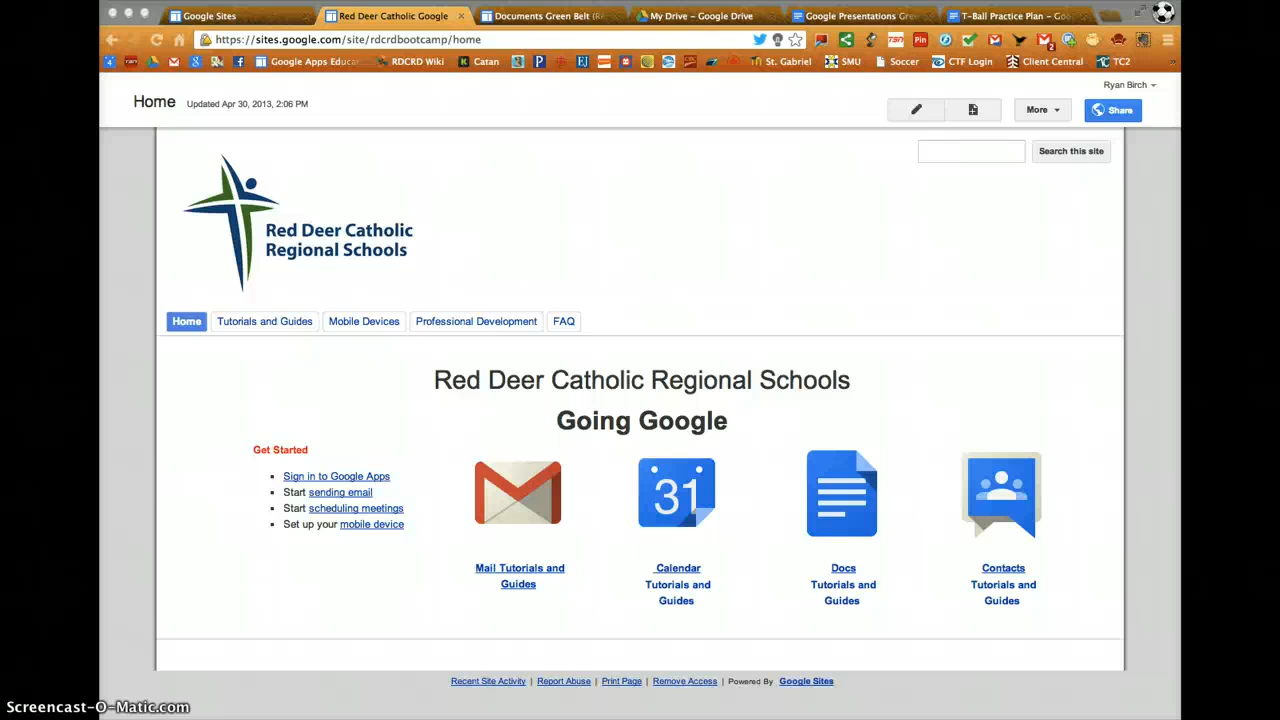 Google Sites
Red Deer Catholic Google
Documents Green Belt (R
My Drive – Google Drive
Google Presentations Gre
T-Ball Practice Plan – Goo
https://sites.google.com/site/rdcrdbootcamp/home
Google Apps Educa
RDCRD Wiki
Catan
St. Gabriel
SMU
Soccer
CTF Login
Client Central
TC2
Ryan Birch
Home Updated Apr 30, 2013, 2:06 PM
More
Share
Search this site
Red Deer Catholic
Regional Schools
Home
Tutorials and Guides
Mobile Devices
Professional Development
FAQ
Red Deer Catholic Regional Schools
Going Google
Get Started
Sign in to Google Apps
Start sending email
Start scheduling meetings
Set up your mobile device
31
Mail Tutorials and
Guides
Calendar
Tutorials and
Guides
Docs
Tutorials and
Guides
Contacts
Tutorials and
Guides
Recent Site Activity | Report Abuse | Print Page | Remove Access | Powered By Google Sites
Screencast-O-Matic.com